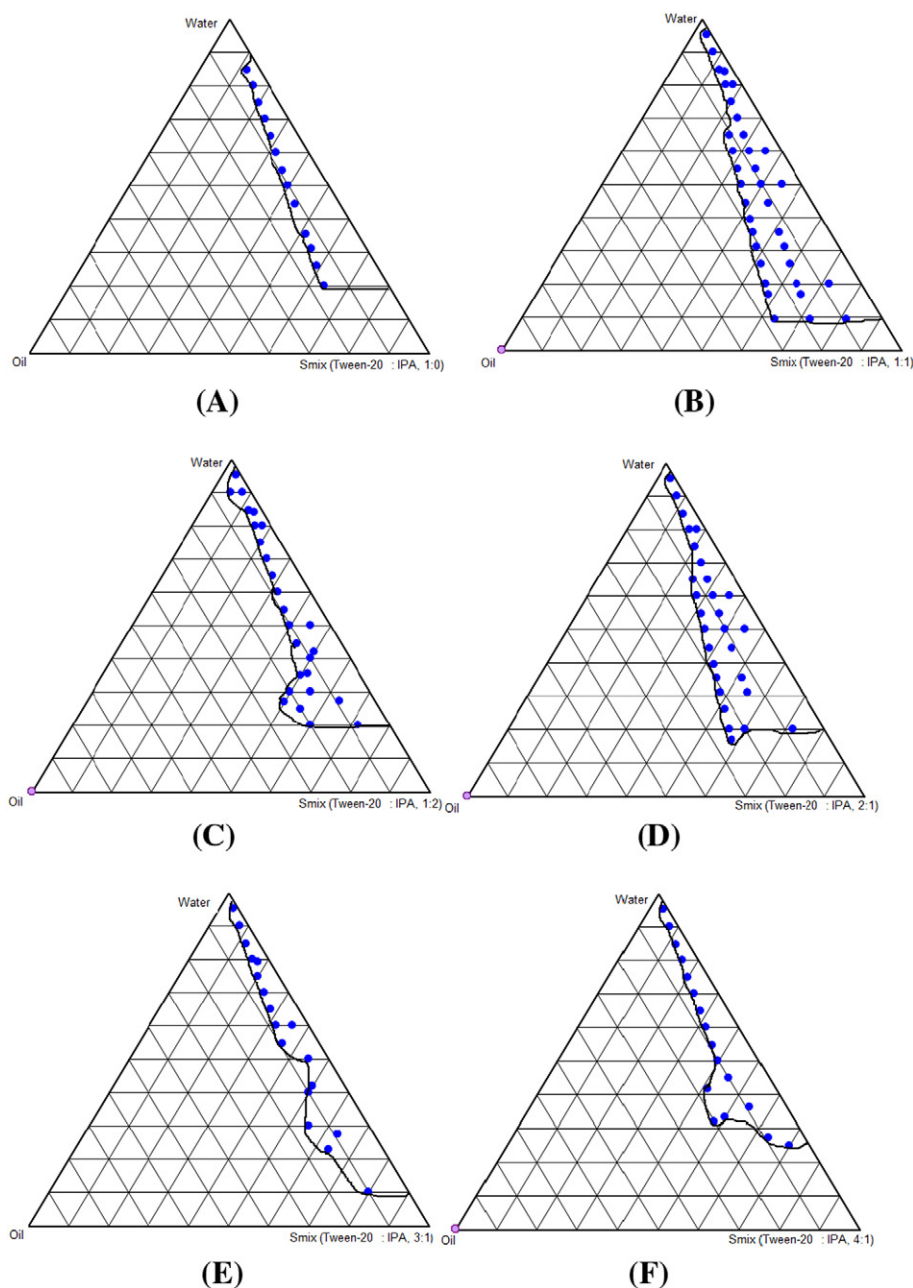 Water
Water
Oil
Smix (Tween-20 : IPA, 1:0)
Oil
Smix (Tween-20 : IPA, 1:1)
(A)
(B)
Water
Water
Oil
Smix (Tween-20 : IPA, 1:2)
Oil
Smix (Tween-20 : IPA, 2:1)
(C)
(D)
Water
Water
Oil
Smix (Tween-20 : IPA, 3:1)
Oil
Smix (Tween-20 : IPA, 4:1)
(E)
(F)